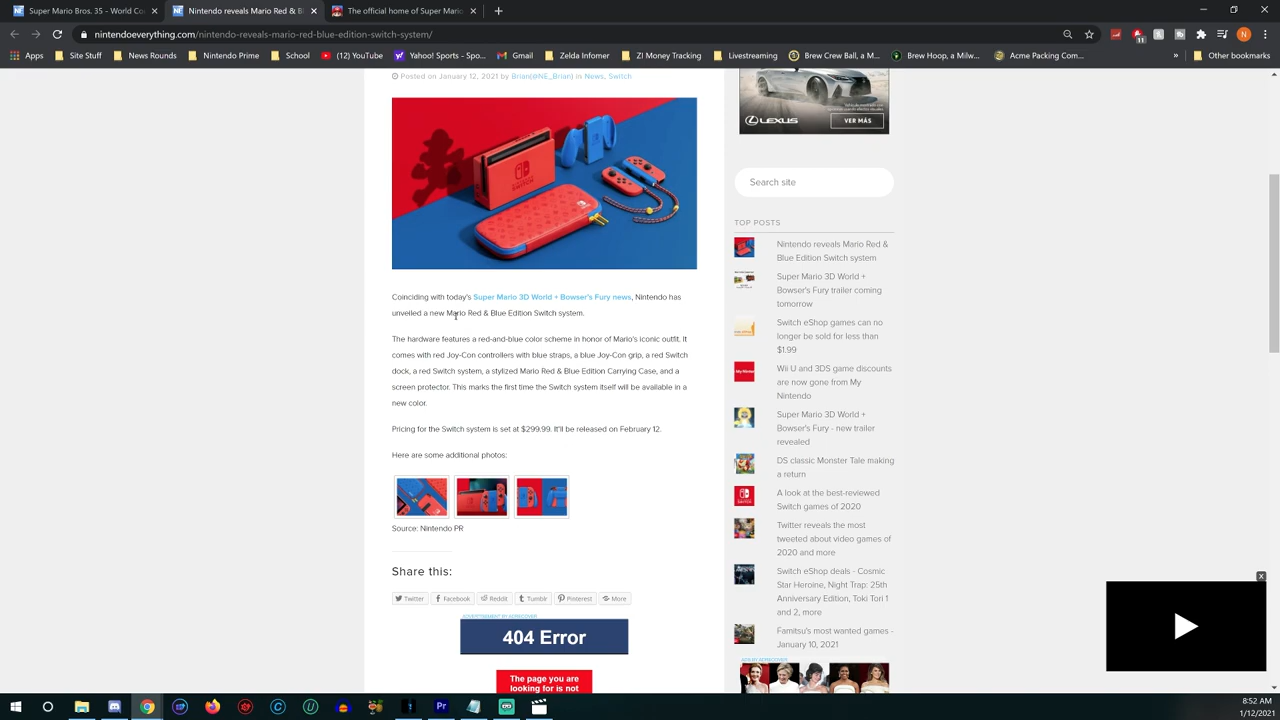 Super Mario 3D World Co
Nintendo reveals Mario Red & B
The official home of Super Mario
nintendoeverything.com/nintendo-reveals-mario-red-blue-edition-switch-system/
Apps
Site Stuff
News Rounds
Nintendo Prime
School
(12) YouTube
Yahoo! Sports - Spo...
Gmail
Zelda Informer
ZI Money Tracking
Livestreaming
Brew Crew Ball, a M...
Brew Hoop, a Milw...
Acme Packing Com...
»
Other bookmarks
11
N
Posted on January 12, 2021 by Brian(@NE_Brian) in News, Switch
Coinciding with today's Super Mario 3D World + Bowser's Fury news, Nintendo has
unveiled a new Mario Red & Blue Edition Switch system.
The hardware features a red-and-blue color scheme in honor of Mario's iconic outfit. It
comes with red Joy-Con controllers with blue straps, a blue Joy-Con grip, a red Switch
dock, a red Switch system, a stylized Mario Red & Blue Edition Carrying Case, and a
screen protector. This marks the first time the Switch system itself will be available in a
new color.
Pricing for the Switch system is set at $299.99. It'll be released on February 12.
Here are some additional photos:
Source: Nintendo PR
Share this:
Twitter
Facebook
Reddit
Tumblr
Pinterest
More
ADVERTISEMENT BY ADRECOVER
404 Error
The page you are
looking for is not
LEXUS
VER MÁS
Search site
TOP POSTS
Nintendo reveals Mario Red &
Blue Edition Switch system
Super Mario 3D World +
Bowser's Fury trailer coming
tomorrow
Switch eShop games can no
longer be sold for less than
$1.99
Wii U and 3DS game discounts
are now gone from My
Nintendo
Super Mario 3D World +
Bowser's Fury - new trailer
revealed
DS classic Monster Tale making
a return
A look at the best-reviewed
Switch games of 2020
Twitter reveals the most
tweeted about video games of
2020 and more
Switch eShop deals - Cosmic
Star Heroine, Night Trap: 25th
Anniversary Edition, Toki Tori 1
and 2, more
Famitsu's most wanted games -
January 10, 2021
ADS BY ADRECOVER
8:52 AM
1/12/2021